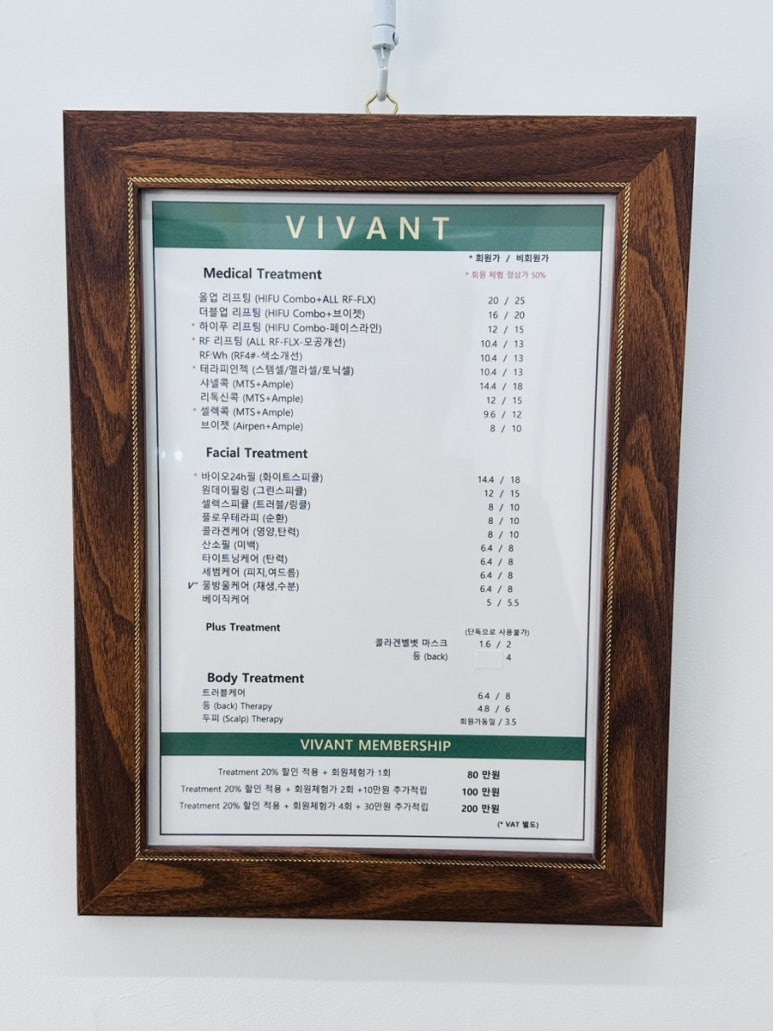 VIVANT
* 회원가 / 비회원가
Medical Treatment
* 회원 체험 정상가 50%
올업 리프팅 (HIFU Combo+ALL RF-FLX) 20 / 25
더블업 리프팅 (HIFU Combo+브이젯) 16 / 20
* 하이푸 리프팅 (HIFU Combo-페이스라인) 12 / 15
* RF 리프팅 (ALL RF-FLX-모공개선) 10.4 / 13
RF:Wh (RF4#-색소개선) 10.4 / 13
* 테라피인젝 (스템셀/멜라셀/토닉셀) 10.4 / 13
샤넬콕 (MTS+Ample) 14.4 / 18
리독신콕 (MTS+Ample) 12 / 15
* 셀렉콕 (MTS+Ample) 9.6 / 12
브이젯 (Airpen+Ample) 8 / 10
Facial Treatment
* 바이오24h필 (화이트스피큘) 14.4 / 18
원데이필링 (그린스피큘) 12 / 15
셀렉스피큘 (트러블/링클) 8 / 10
플로우테라피 (순환) 8 / 10
콜라겐케어 (영양,탄력) 8 / 10
산소필 (미백) 6.4 / 8
타이트닝케어 (탄력) 6.4 / 8
세범케어 (피지,여드름) 6.4 / 8
V 물방울케어 (재생,수분) 6.4 / 8
베이직케어 5 / 5.5
Plus Treatment (단독으로 사용불가)
콜라겐벨벳 마스크 1.6 / 2
등 (back) 4
Body Treatment
트러블케어 6.4 / 8
등 (back) Therapy 4.8 / 6
두피 (Scalp) Therapy 회원가동일 / 3.5
VIVANT MEMBERSHIP
Treatment 20% 할인 적용 + 회원체험가 1회 80 만원
Treatment 20% 할인 적용 + 회원체험가 2회 +10만원 추가적립 100 만원
Treatment 20% 할인 적용 + 회원체험가 4회 + 30만원 추가적립 200 만원
(* VAT 별도)